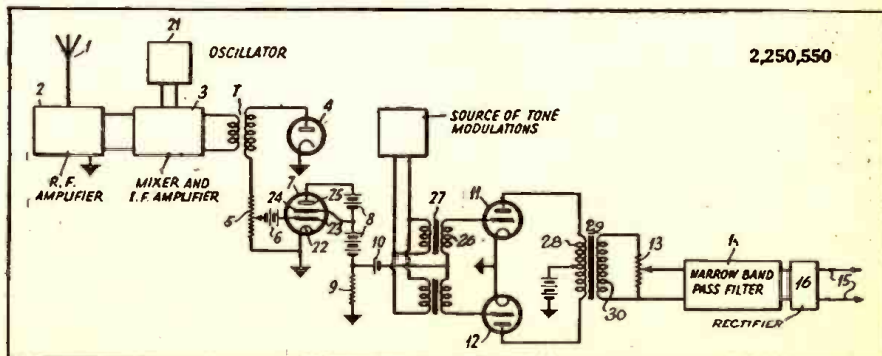 21
OSCILLATOR
2,250,550
1
2
3
T
4
SOURCE OF TONE
MODULATIONS
R.F.
AMPLIFIER
MIXER AND
I.F. AMPLIFIER
7
24
25
5
6
23
8
22
9
10
27
26
11
12
28
29
30
13
NARROW BAND
PASS FILTER
16
15
RECTIFIER